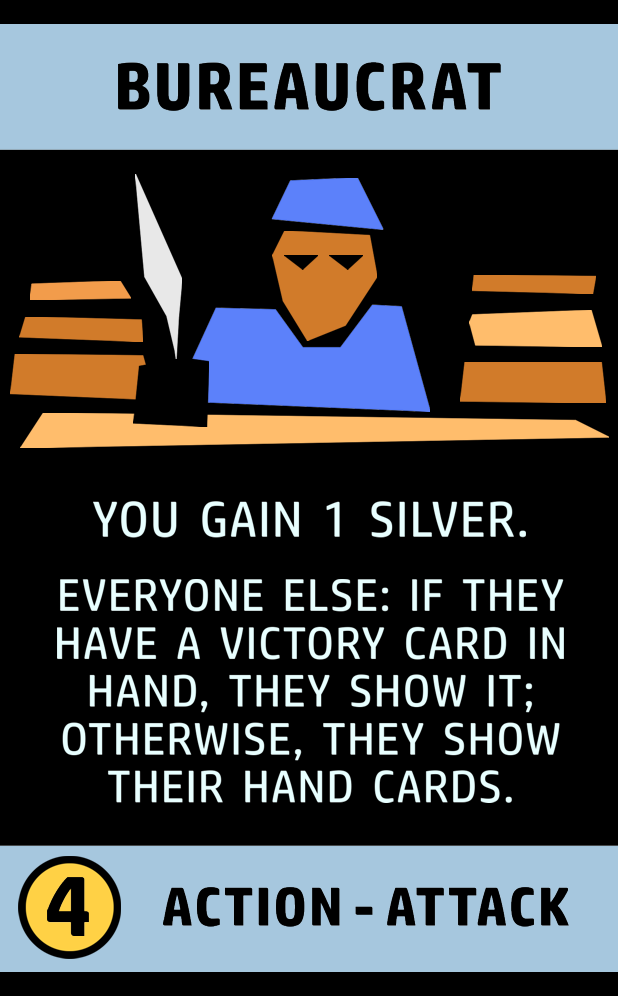 BUREAUCRAT
YOU GAIN 1 SILVER.
EVERYONE ELSE: IF THEY
HAVE A VICTORY CARD IN
HAND, THEY SHOW IT;
OTHERWISE, THEY SHOW
THEIR HAND CARDS.
4 ACTION - ATTACK